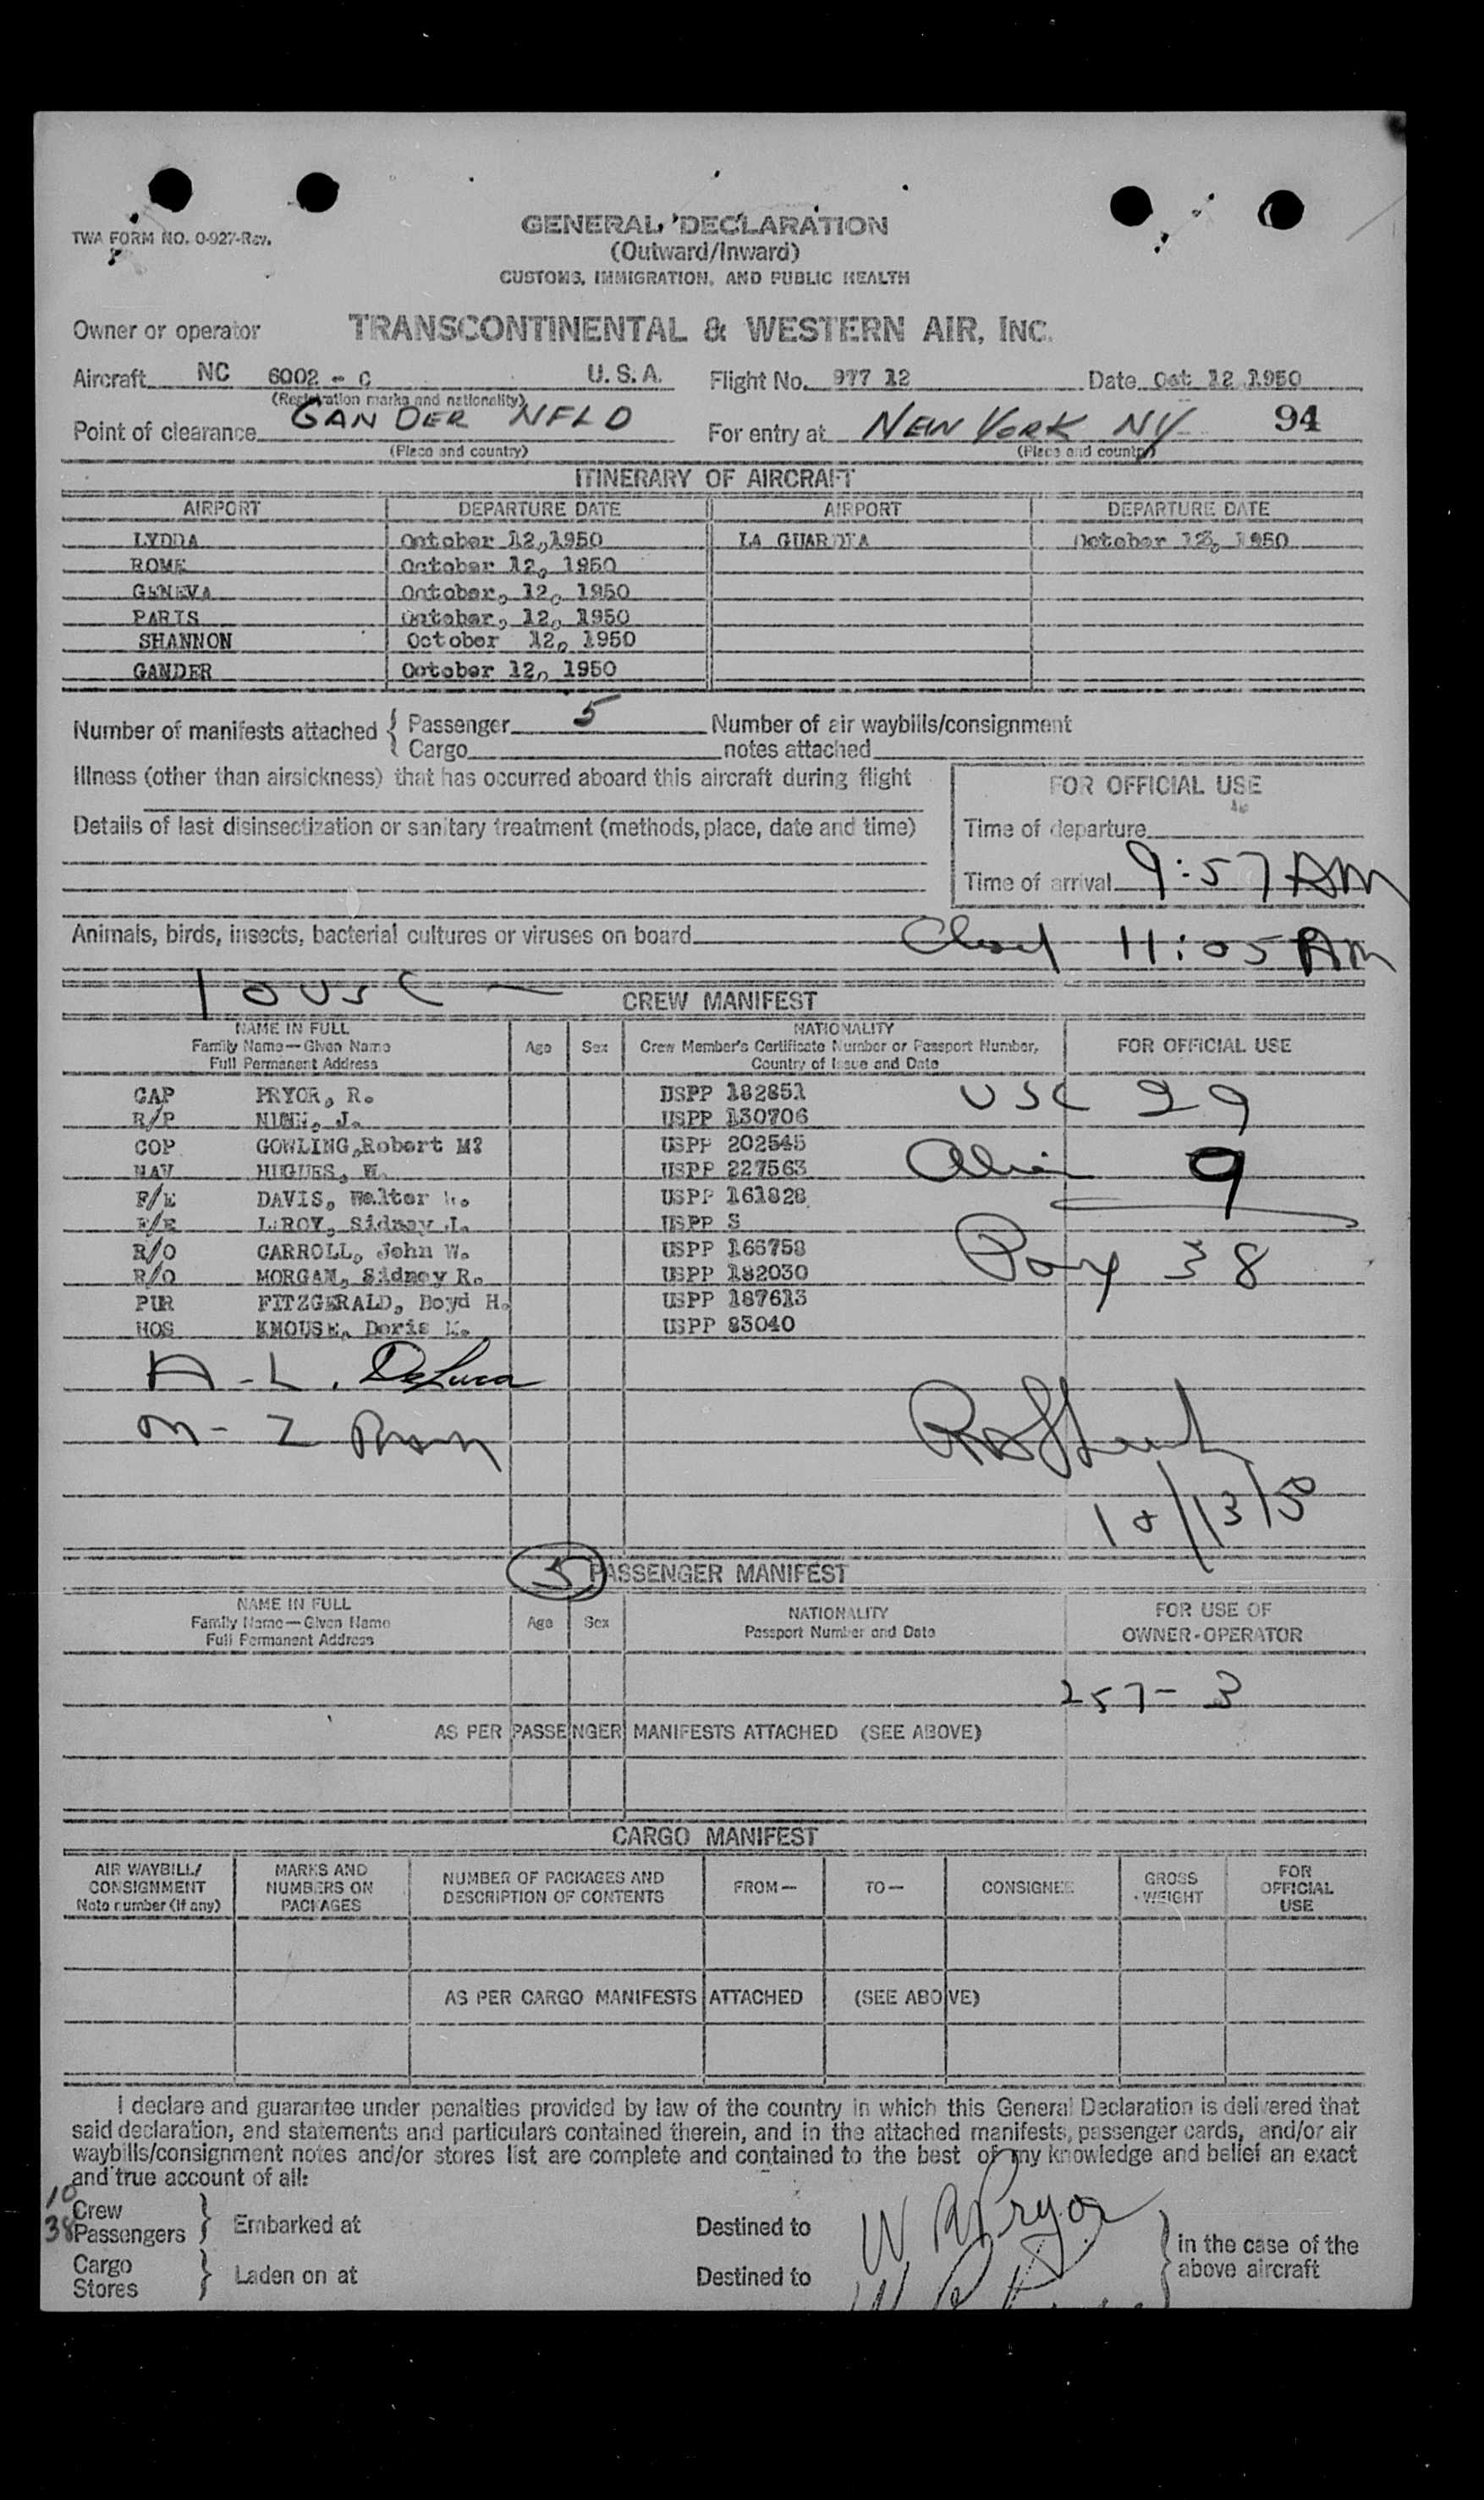 TWA FORM NO. O-927-Rev.
GENERAL DECLARATION
(Outward/Inward)
CUSTOMS, IMMIGRATION, AND PUBLIC HEALTH
Owner or operator TRANSCONTINENTAL & WESTERN AIR, INC.
Aircraft NC 6002 - C U. S. A. Flight No. 977 12 Date Oct 12 1950
(Registration marks and nationality)
Point of clearance GANDER NFLD For entry at NEW YORK NY 94
(Place and country) (Place and country)
ITINERARY OF AIRCRAFT
AIRPORT DEPARTURE DATE AIRPORT DEPARTURE DATE
LYDDA October 12, 1950 LA GUARDIA October 1950
ROME October 12, 1950
GENEVA October, 12, 1950
PARIS October, 12, 1950
SHANNON October 12, 1950
GANDER October 12, 1950
Number of manifests attached { Passenger 5 Number of air waybills/consignment
Cargo notes attached
Illness (other than airsickness) that has occurred aboard this aircraft during flight
FOR OFFICIAL USE
Details of last disinsectization or sanitary treatment (methods, place, date and time)
Time of departure
Time of arrival 9:57 AM
Animals, birds, insects, bacterial cultures or viruses on board Closed 11:05 AM
10 USC —
CREW MANIFEST
NAME IN FULL
Family Name—Given Name
Full Permanent Address
Age Sex
NATIONALITY
Crew Member's Certificate Number or Passport Number,
Country of Issue and Date
FOR OFFICIAL USE
CAP PRYOR, R. USPP 182851 USC 29
R/P NUNN, J. USPP 130706
COP GOWLING, Robert M? USPP 202545 Alien 9
NAV HIGUES, W. USPP 227563
F/E DAVIS, Walter USPP 161828
F/E LEROY, Sidney J. USPP S
R/O CARROLL, John W. USPP 166758 Pax 38
R/O MORGAN, Sidney R. USPP 182030
PUR FITZGERALD, Boyd H. USPP 187613
HOS KNOUSE, Doris USPP 83040
A. L. DeLuca
M - Z
10/13/50
5 PASSENGER MANIFEST
NAME IN FULL
Family Name—Given Name
Full Permanent Address
Age Sex
NATIONALITY
Passport Number and Date
FOR USE OF
OWNER-OPERATOR
257-3
AS PER PASSENGER MANIFESTS ATTACHED (SEE ABOVE)
CARGO MANIFEST
AIR WAYBILL/
CONSIGNMENT
Note number (if any)
MARKS AND
NUMBERS ON
PACKAGES
NUMBER OF PACKAGES AND
DESCRIPTION OF CONTENTS
FROM—
TO—
CONSIGNEE
GROSS
WEIGHT
FOR
OFFICIAL
USE
AS PER CARGO MANIFESTS ATTACHED (SEE ABOVE)
I declare and guarantee under penalties provided by law of the country in which this General Declaration is delivered that
said declaration, and statements and particulars contained therein, and in the attached manifests, passenger cards, and/or air
waybills/consignment notes and/or stores list are complete and contained to the best of my knowledge and belief an exact
and true account of all:
10 Crew
38 Passengers } Embarked at Destined to W R Pryor
Cargo
Stores } Laden on at Destined to
} in the case of the
above aircraft